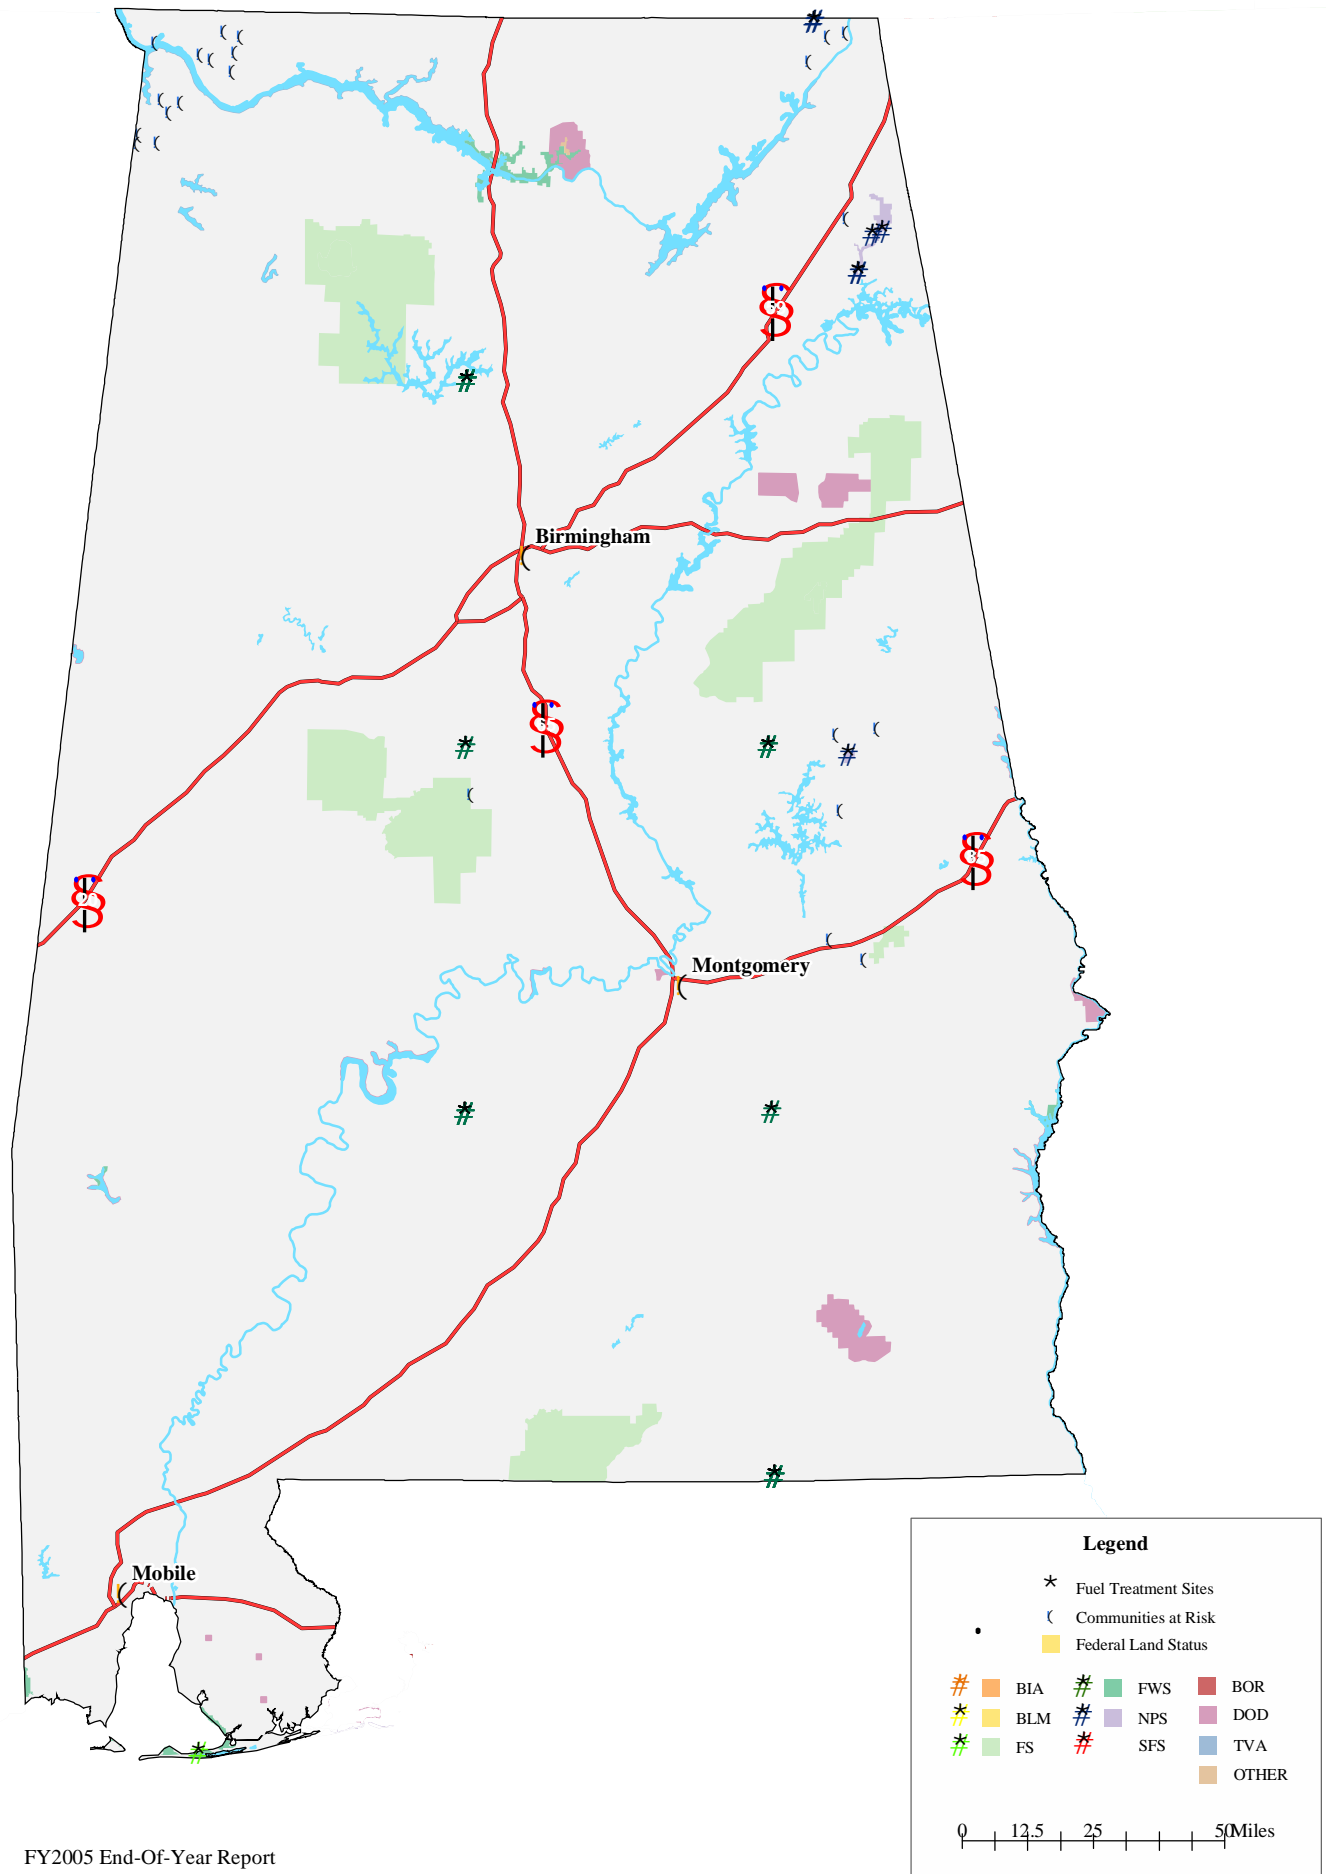 Birmingham
Montgomery
Mobile
Legend
Fuel Treatment Sites
Communities at Risk
Federal Land Status
BIA FWS BOR
BLM NPS DOD
FS SFS TVA
OTHER
0 12.5 25 50 Miles
FY2005 End-Of-Year Report